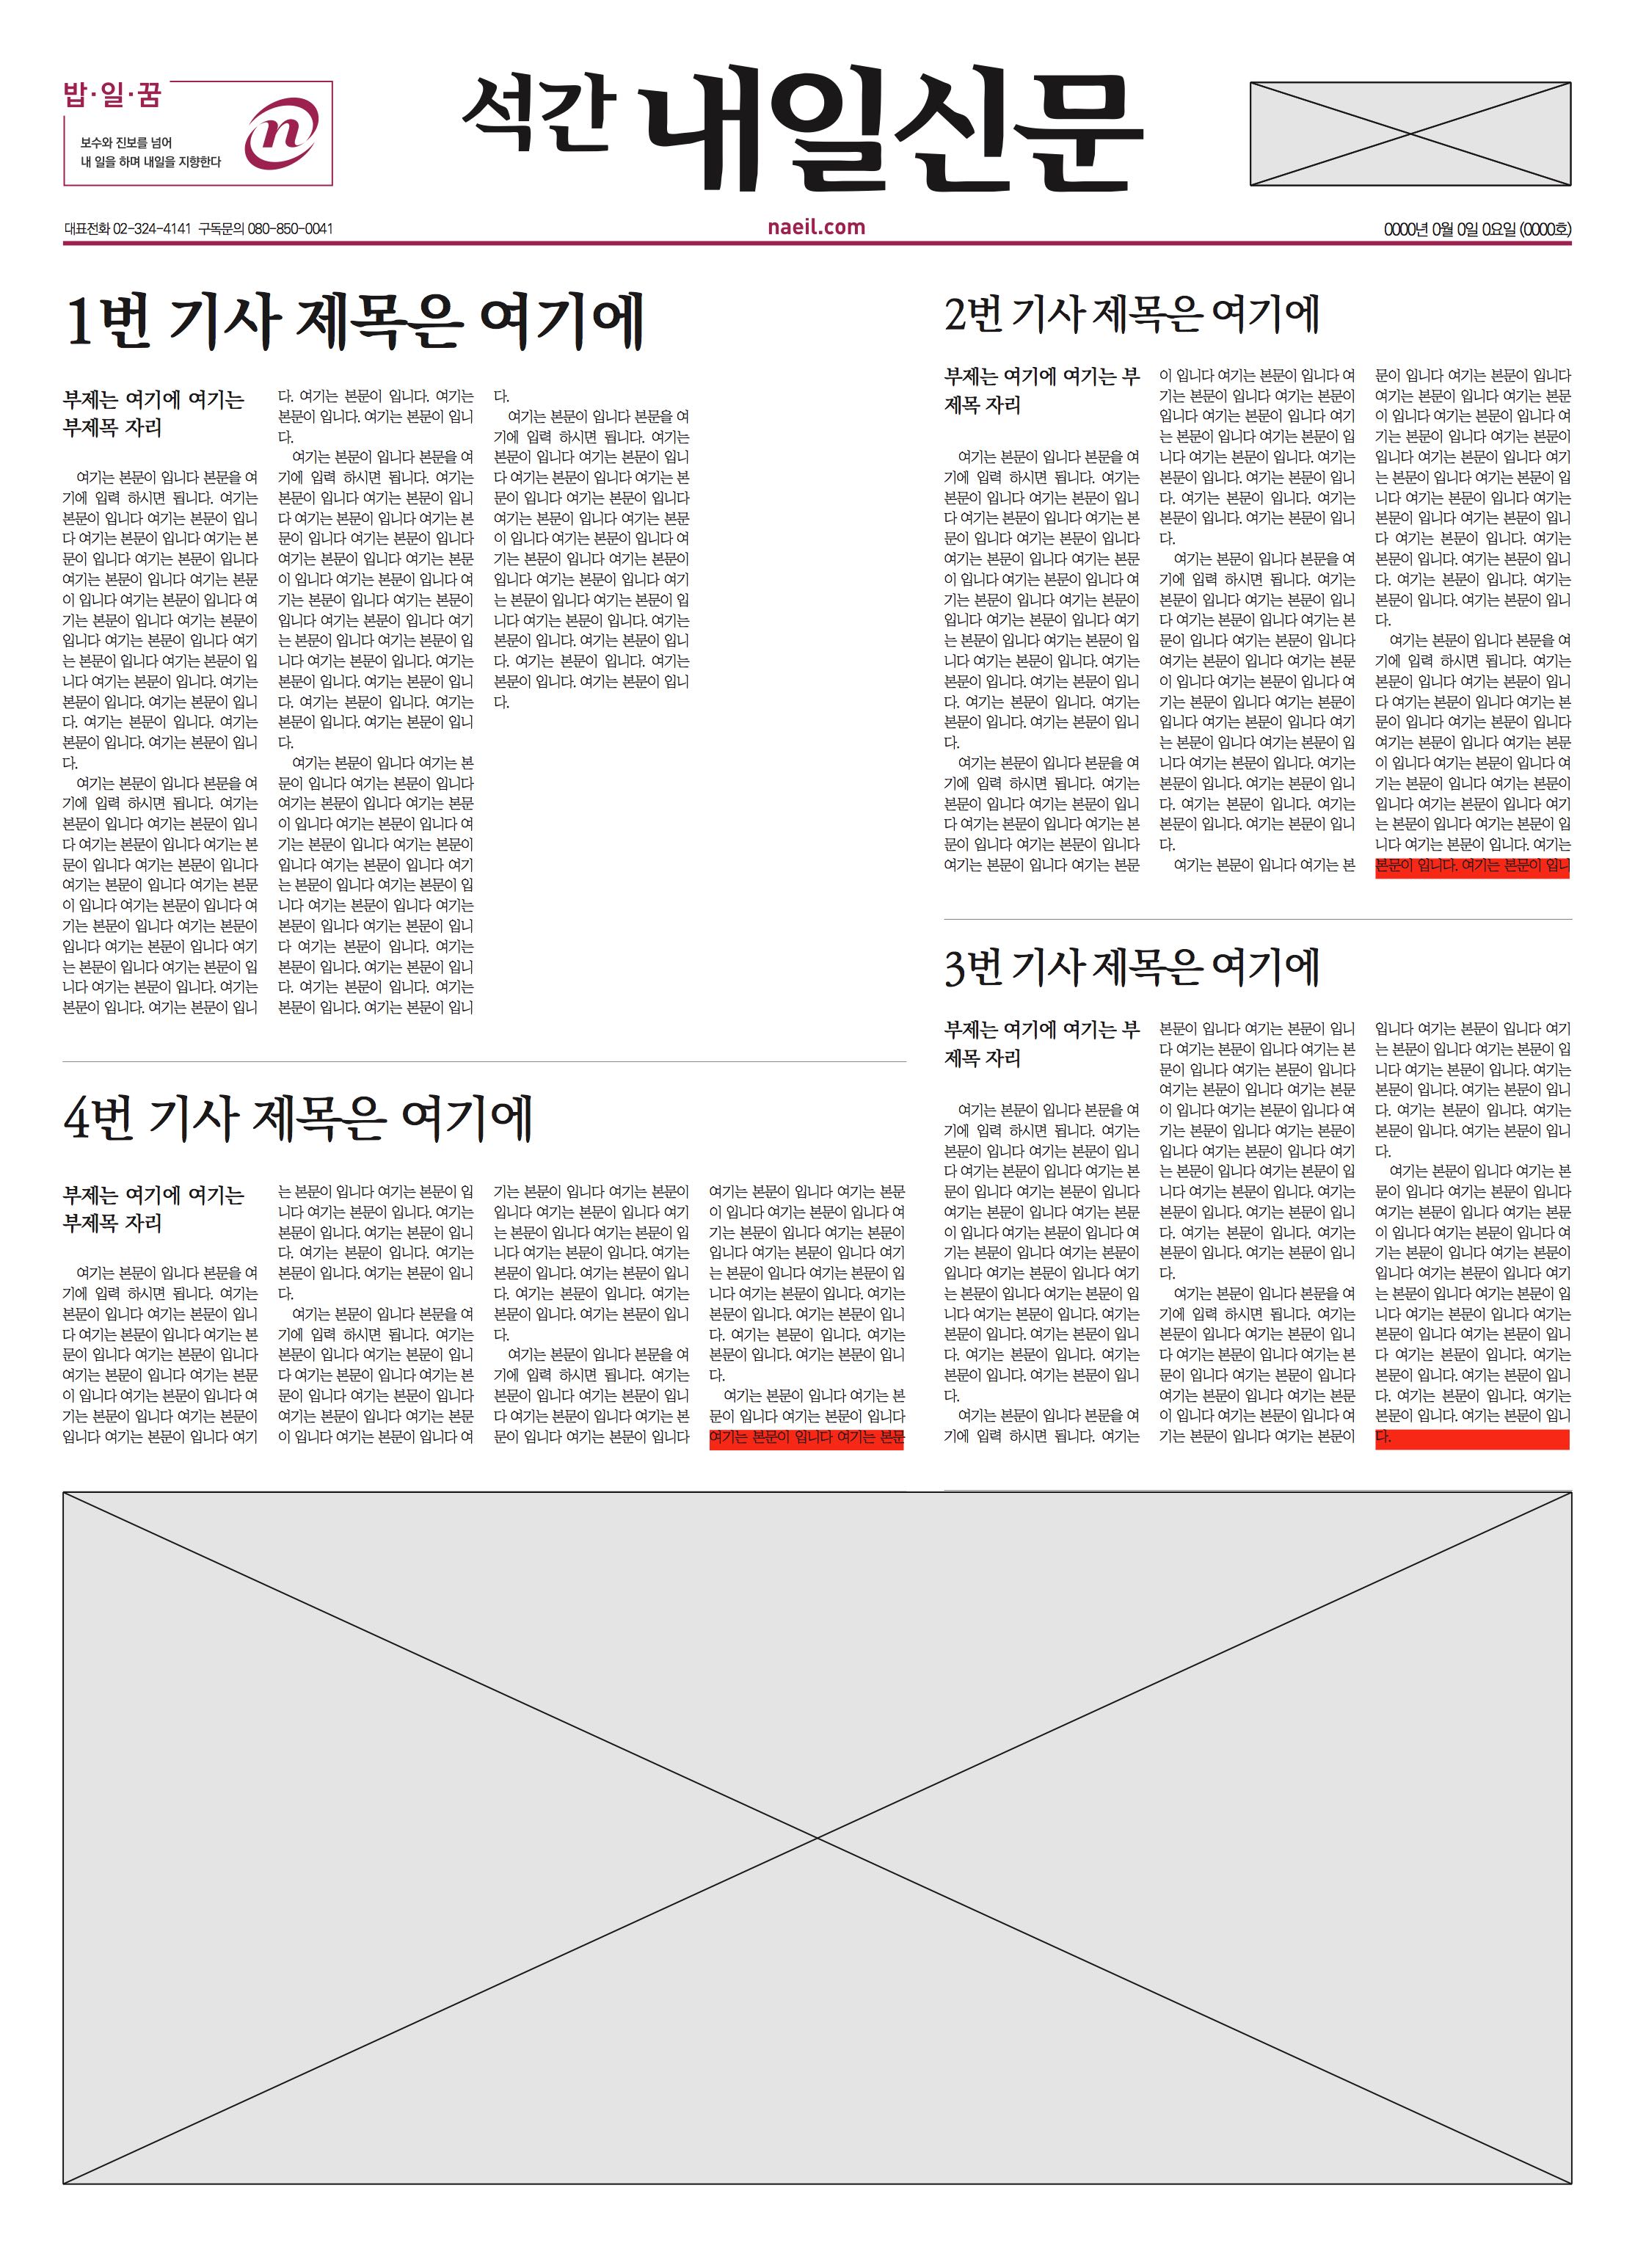 밥·일·꿈
보수와 진보를 넘어
내 일을 하며 내일을 지향한다
n
석간 내일신문
대표전화 02-324-4141 구독문의 080-850-0041
naeil.com
0000년 0월 0일 0요일 (0000호)
1번 기사 제목은 여기에
부제는 여기에 여기는
부제목 자리
여기는 본문이 입니다 본문을 여
기에 입력 하시면 됩니다. 여기는
본문이 입니다 여기는 본문이 입니
다 여기는 본문이 입니다 여기는 본
문이 입니다 여기는 본문이 입니다
여기는 본문이 입니다 여기는 본문
이 입니다 여기는 본문이 입니다 여
기는 본문이 입니다 여기는 본문이
입니다 여기는 본문이 입니다 여기
는 본문이 입니다 여기는 본문이 입
니다 여기는 본문이 입니다. 여기는
본문이 입니다. 여기는 본문이 입니
다. 여기는 본문이 입니다. 여기는
본문이 입니다. 여기는 본문이 입니
다.
여기는 본문이 입니다 본문을 여
기에 입력 하시면 됩니다. 여기는
본문이 입니다 여기는 본문이 입니
다 여기는 본문이 입니다 여기는 본
문이 입니다 여기는 본문이 입니다
여기는 본문이 입니다 여기는 본문
이 입니다 여기는 본문이 입니다 여
기는 본문이 입니다 여기는 본문이
입니다 여기는 본문이 입니다 여기
는 본문이 입니다 여기는 본문이 입
니다 여기는 본문이 입니다. 여기는
본문이 입니다. 여기는 본문이 입니
다. 여기는 본문이 입니다. 여기는
본문이 입니다. 여기는 본문이 입니
다.
여기는 본문이 입니다 본문을 여
기에 입력 하시면 됩니다. 여기는
본문이 입니다 여기는 본문이 입니
다 여기는 본문이 입니다 여기는 본
문이 입니다 여기는 본문이 입니다
여기는 본문이 입니다 여기는 본문
이 입니다 여기는 본문이 입니다 여
기는 본문이 입니다 여기는 본문이
입니다 여기는 본문이 입니다 여기
는 본문이 입니다 여기는 본문이 입
니다 여기는 본문이 입니다. 여기는
본문이 입니다. 여기는 본문이 입니
다. 여기는 본문이 입니다. 여기는
본문이 입니다. 여기는 본문이 입니
다.
여기는 본문이 입니다 여기는 본
문이 입니다 여기는 본문이 입니다
여기는 본문이 입니다 여기는 본문
이 입니다 여기는 본문이 입니다 여
기는 본문이 입니다 여기는 본문이
입니다 여기는 본문이 입니다 여기
는 본문이 입니다 여기는 본문이 입
니다 여기는 본문이 입니다 여기는
본문이 입니다 여기는 본문이 입니
다 여기는 본문이 입니다. 여기는
본문이 입니다. 여기는 본문이 입니
다. 여기는 본문이 입니다. 여기는
본문이 입니다. 여기는 본문이 입니
다.
여기는 본문이 입니다 본문을 여
기에 입력 하시면 됩니다. 여기는
본문이 입니다 여기는 본문이 입니
다 여기는 본문이 입니다 여기는 본
문이 입니다 여기는 본문이 입니다
여기는 본문이 입니다 여기는 본문
이 입니다 여기는 본문이 입니다 여
기는 본문이 입니다 여기는 본문이
입니다 여기는 본문이 입니다 여기
는 본문이 입니다 여기는 본문이 입
니다 여기는 본문이 입니다. 여기는
본문이 입니다. 여기는 본문이 입니
다. 여기는 본문이 입니다. 여기는
본문이 입니다. 여기는 본문이 입니
다.
2번 기사 제목은 여기에
부제는 여기에 여기는 부
제목 자리
여기는 본문이 입니다 본문을 여
기에 입력 하시면 됩니다. 여기는
본문이 입니다 여기는 본문이 입니
다 여기는 본문이 입니다 여기는 본
문이 입니다 여기는 본문이 입니다
여기는 본문이 입니다 여기는 본문
이 입니다 여기는 본문이 입니다 여
기는 본문이 입니다 여기는 본문이
입니다 여기는 본문이 입니다 여기
는 본문이 입니다 여기는 본문이 입
니다 여기는 본문이 입니다. 여기는
본문이 입니다. 여기는 본문이 입니
다. 여기는 본문이 입니다. 여기는
본문이 입니다. 여기는 본문이 입니
다.
여기는 본문이 입니다 본문을 여
기에 입력 하시면 됩니다. 여기는
본문이 입니다 여기는 본문이 입니
다 여기는 본문이 입니다 여기는 본
문이 입니다 여기는 본문이 입니다
여기는 본문이 입니다 여기는 본문
이 입니다 여기는 본문이 입니다 여
기는 본문이 입니다 여기는 본문이
입니다 여기는 본문이 입니다 여기
는 본문이 입니다 여기는 본문이 입
니다 여기는 본문이 입니다. 여기는
본문이 입니다. 여기는 본문이 입니
다. 여기는 본문이 입니다. 여기는
본문이 입니다. 여기는 본문이 입니
다.
여기는 본문이 입니다 본문을 여
기에 입력 하시면 됩니다. 여기는
본문이 입니다 여기는 본문이 입니
다 여기는 본문이 입니다 여기는 본
문이 입니다 여기는 본문이 입니다
여기는 본문이 입니다 여기는 본문
이 입니다 여기는 본문이 입니다 여
기는 본문이 입니다 여기는 본문이
입니다 여기는 본문이 입니다 여기
는 본문이 입니다 여기는 본문이 입
니다 여기는 본문이 입니다. 여기는
본문이 입니다. 여기는 본문이 입니
다. 여기는 본문이 입니다. 여기는
본문이 입니다. 여기는 본문이 입니
다.
여기는 본문이 입니다 여기는 본
문이 입니다 여기는 본문이 입니다
여기는 본문이 입니다 여기는 본문
이 입니다 여기는 본문이 입니다 여
기는 본문이 입니다 여기는 본문이
입니다 여기는 본문이 입니다 여기
는 본문이 입니다 여기는 본문이 입
니다 여기는 본문이 입니다 여기는
본문이 입니다 여기는 본문이 입니
다 여기는 본문이 입니다. 여기는
본문이 입니다. 여기는 본문이 입니
다. 여기는 본문이 입니다. 여기는
본문이 입니다. 여기는 본문이 입니
다.
여기는 본문이 입니다 본문을 여
기에 입력 하시면 됩니다. 여기는
본문이 입니다 여기는 본문이 입니
다 여기는 본문이 입니다 여기는 본
문이 입니다 여기는 본문이 입니다
여기는 본문이 입니다 여기는 본문
이 입니다 여기는 본문이 입니다 여
기는 본문이 입니다 여기는 본문이
입니다 여기는 본문이 입니다 여기
는 본문이 입니다 여기는 본문이 입
니다 여기는 본문이 입니다. 여기는
본문이 입니다. 여기는 본문이 입니
3번 기사 제목은 여기에
부제는 여기에 여기는 부
제목 자리
여기는 본문이 입니다 본문을 여
기에 입력 하시면 됩니다. 여기는
본문이 입니다 여기는 본문이 입니
다 여기는 본문이 입니다 여기는 본
문이 입니다 여기는 본문이 입니다
여기는 본문이 입니다 여기는 본문
이 입니다 여기는 본문이 입니다 여
기는 본문이 입니다 여기는 본문이
입니다 여기는 본문이 입니다 여기
는 본문이 입니다 여기는 본문이 입
니다 여기는 본문이 입니다. 여기는
본문이 입니다. 여기는 본문이 입니
다. 여기는 본문이 입니다. 여기는
본문이 입니다. 여기는 본문이 입니
다.
여기는 본문이 입니다 본문을 여
기에 입력 하시면 됩니다. 여기는
본문이 입니다 여기는 본문이 입니
다 여기는 본문이 입니다 여기는 본
문이 입니다 여기는 본문이 입니다
여기는 본문이 입니다 여기는 본문
이 입니다 여기는 본문이 입니다 여
기는 본문이 입니다 여기는 본문이
입니다 여기는 본문이 입니다 여기
는 본문이 입니다 여기는 본문이 입
니다 여기는 본문이 입니다. 여기는
본문이 입니다. 여기는 본문이 입니
다. 여기는 본문이 입니다. 여기는
본문이 입니다. 여기는 본문이 입니
다.
여기는 본문이 입니다 본문을 여
기에 입력 하시면 됩니다. 여기는
본문이 입니다 여기는 본문이 입니
다 여기는 본문이 입니다 여기는 본
문이 입니다 여기는 본문이 입니다
여기는 본문이 입니다 여기는 본문
이 입니다 여기는 본문이 입니다 여
기는 본문이 입니다 여기는 본문이
입니다 여기는 본문이 입니다 여기
는 본문이 입니다 여기는 본문이 입
니다 여기는 본문이 입니다. 여기는
본문이 입니다. 여기는 본문이 입니
다. 여기는 본문이 입니다. 여기는
본문이 입니다. 여기는 본문이 입니
다.
여기는 본문이 입니다 여기는 본
문이 입니다 여기는 본문이 입니다
여기는 본문이 입니다 여기는 본문
이 입니다 여기는 본문이 입니다 여
기는 본문이 입니다 여기는 본문이
입니다 여기는 본문이 입니다 여기
는 본문이 입니다 여기는 본문이 입
니다 여기는 본문이 입니다 여기는
본문이 입니다 여기는 본문이 입니
다 여기는 본문이 입니다. 여기는
본문이 입니다. 여기는 본문이 입니
다. 여기는 본문이 입니다. 여기는
본문이 입니다. 여기는 본문이 입니
다.
4번 기사 제목은 여기에
부제는 여기에 여기는
부제목 자리
여기는 본문이 입니다 본문을 여
기에 입력 하시면 됩니다. 여기는
본문이 입니다 여기는 본문이 입니
다 여기는 본문이 입니다 여기는 본
문이 입니다 여기는 본문이 입니다
여기는 본문이 입니다 여기는 본문
이 입니다 여기는 본문이 입니다 여
기는 본문이 입니다 여기는 본문이
입니다 여기는 본문이 입니다 여기
는 본문이 입니다 여기는 본문이 입
니다 여기는 본문이 입니다. 여기는
본문이 입니다. 여기는 본문이 입니
다. 여기는 본문이 입니다. 여기는
본문이 입니다. 여기는 본문이 입니
다.
여기는 본문이 입니다 본문을 여
기에 입력 하시면 됩니다. 여기는
본문이 입니다 여기는 본문이 입니
다 여기는 본문이 입니다 여기는 본
문이 입니다 여기는 본문이 입니다
여기는 본문이 입니다 여기는 본문
이 입니다 여기는 본문이 입니다 여
기는 본문이 입니다 여기는 본문이
입니다 여기는 본문이 입니다 여기
는 본문이 입니다 여기는 본문이 입
니다 여기는 본문이 입니다. 여기는
본문이 입니다. 여기는 본문이 입니
다. 여기는 본문이 입니다. 여기는
본문이 입니다. 여기는 본문이 입니
다.
여기는 본문이 입니다 본문을 여
기에 입력 하시면 됩니다. 여기는
본문이 입니다 여기는 본문이 입니
다 여기는 본문이 입니다 여기는 본
문이 입니다 여기는 본문이 입니다
여기는 본문이 입니다 여기는 본문
이 입니다 여기는 본문이 입니다 여
기는 본문이 입니다 여기는 본문이
입니다 여기는 본문이 입니다 여기
는 본문이 입니다 여기는 본문이 입
니다 여기는 본문이 입니다. 여기는
본문이 입니다. 여기는 본문이 입니
다. 여기는 본문이 입니다. 여기는
본문이 입니다. 여기는 본문이 입니
다.
여기는 본문이 입니다 여기는 본
문이 입니다 여기는 본문이 입니다
여기는 본문이 입니다 여기는 본문